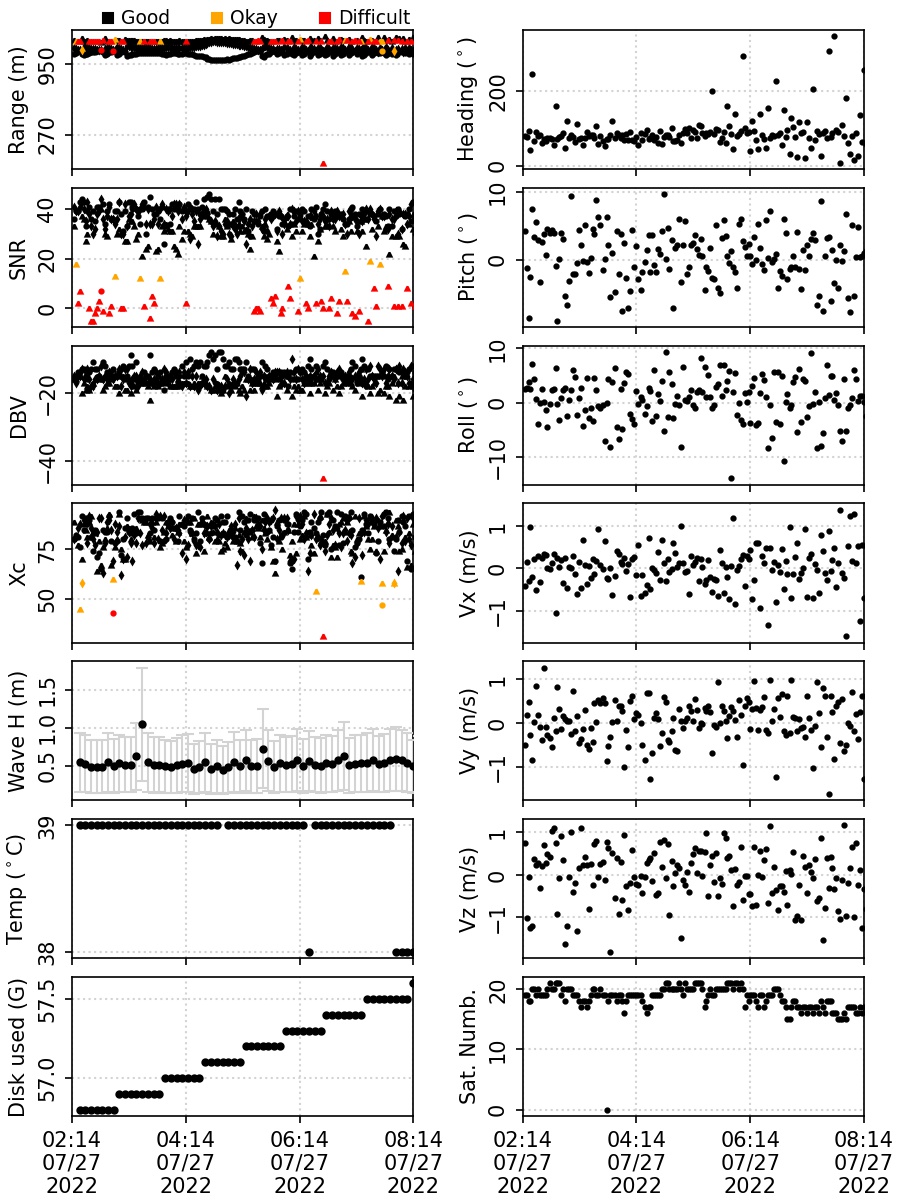 Good Okay Difficult
Range (m)
950
270
Heading (°)
200
0
SNR
40
20
0
Pitch (°)
10
0
DBV
−20
−40
Roll (°)
10
0
−10
Xc
75
50
Vx (m/s)
1
0
−1
Wave H (m)
1.5
1.0
0.5
Vy (m/s)
1
0
−1
Temp (°C)
39
38
Vz (m/s)
1
0
−1
Disk used (G)
57.5
57.0
Sat. Numb.
20
10
0
02:14 04:14 06:14 08:14
07/27 07/27 07/27 07/27
2022 2022 2022 2022
02:14 04:14 06:14 08:14
07/27 07/27 07/27 07/27
2022 2022 2022 2022